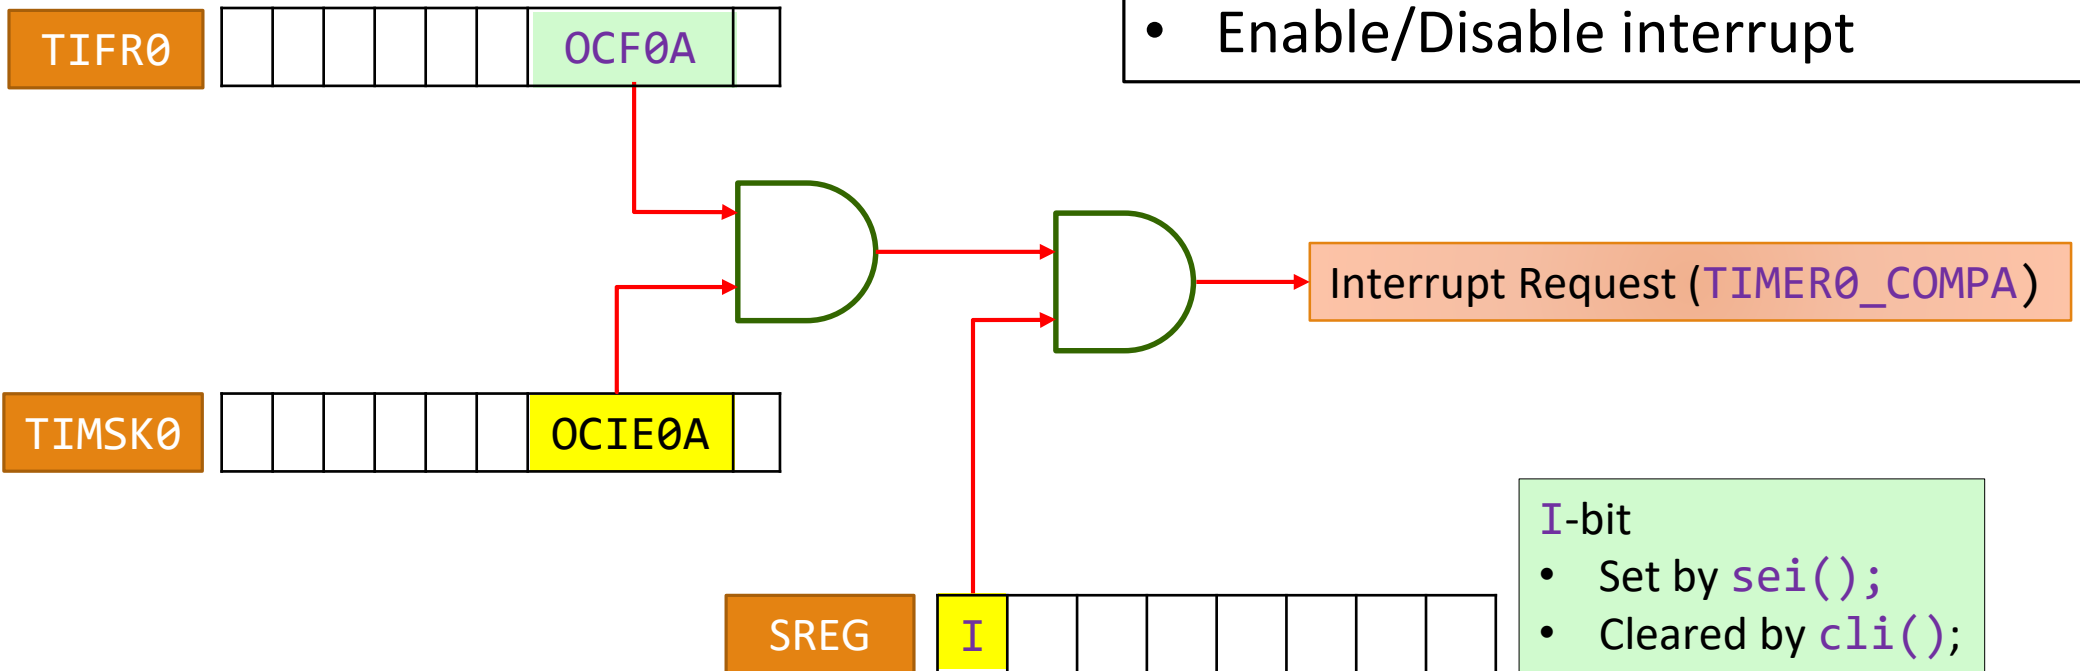 TIFR0
OCF0A
• Enable/Disable interrupt
Interrupt Request (TIMER0_COMPA)
TIMSK0
OCIE0A
I-bit
• Set by sei();
• Cleared by cli();
SREG
I